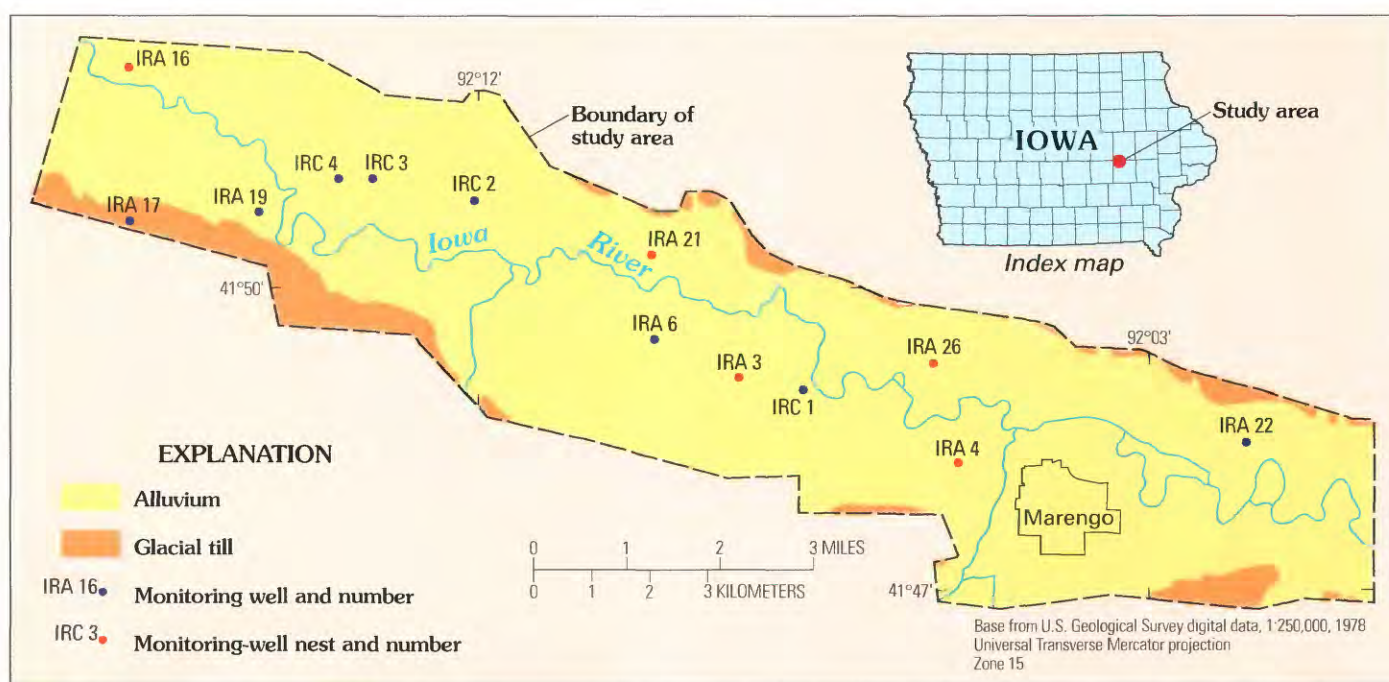 IRA 16
92°12'
Boundary of
study area
IOWA
Study area
Index map
IRC 4
IRC 3
IRC 2
IRA 17
IRA 19
Iowa
River
IRA 21
41°50'
IRA 6
IRA 3
IRC 1
IRA 26
92°03'
IRA 4
IRA 22
Marengo
41°47'
EXPLANATION
Alluvium
Glacial till
IRA 16 Monitoring well and number
IRC 3 Monitoring-well nest and number
0 1 2 3 MILES
0 1 2 3 KILOMETERS
Base from U.S. Geological Survey digital data, 1:250,000, 1978
Universal Transverse Mercator projection
Zone 15